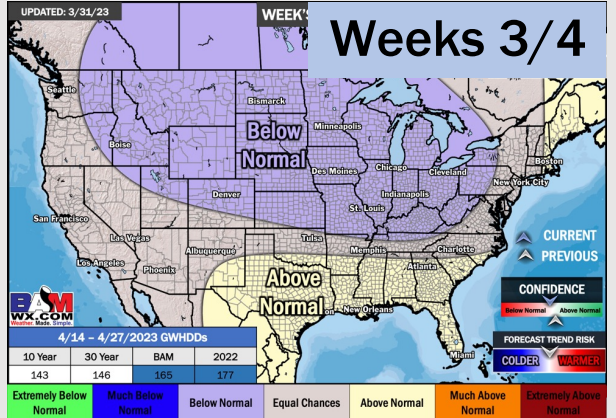 UPDATED: 3/31/23
WEEK'S
Weeks 3/4
Seattle
Bismarck
Minneapolis
Boise
Below
Normal
Boston
Des Moines
Chicago
Cleveland
New York City
Denver
Indianapolis
St. Louis
San Francisco
Las Vegas
Tulsa
Albuquerque
Memphis
Charlotte
CURRENT
PREVIOUS
Los Angeles
Phoenix
Atlanta
Above
Normal
New Orleans
Miami
CONFIDENCE
Below Normal
Above Normal
BAM
WX.COM
Weather. Made. Simple.
FORECAST TREND RISK
COLDER
WARMER
4/14 – 4/27/2023 GWHDDs
10 Year 30 Year BAM 2022
143 146 165 177
Extremely Below Normal
Much Below Normal
Below Normal
Equal Chances
Above Normal
Much Above Normal
Extremely Above Normal